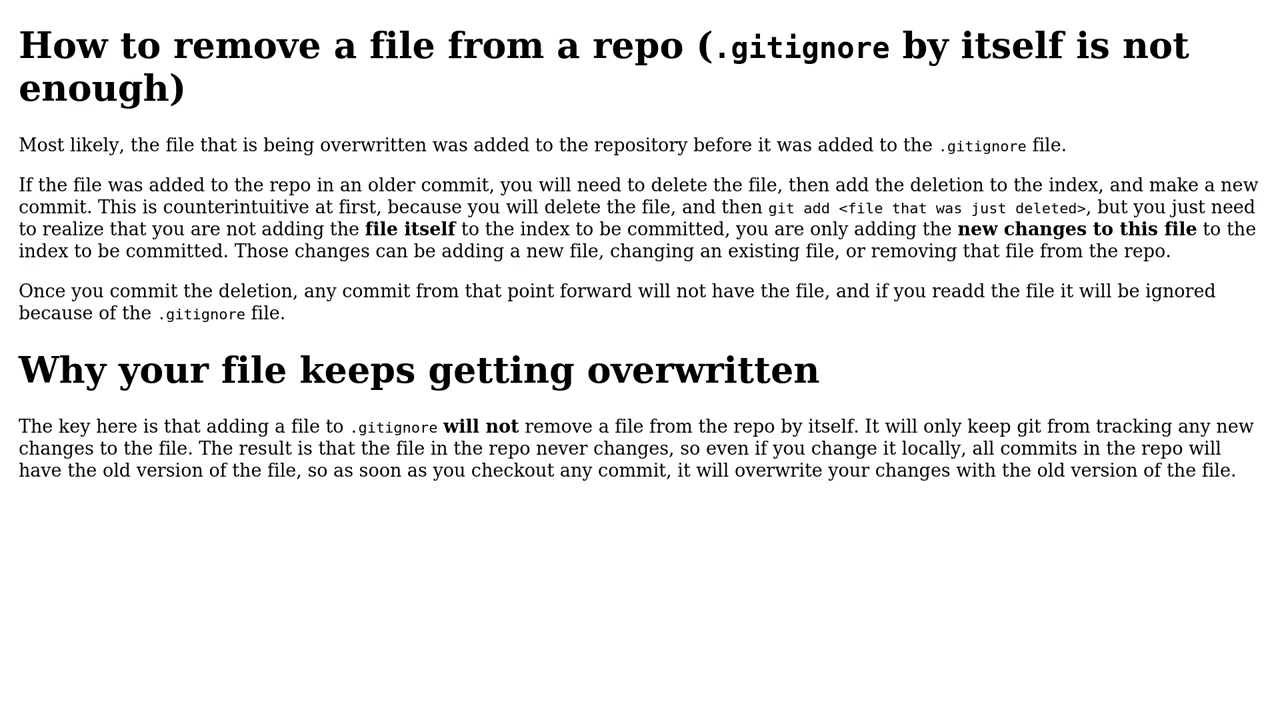 How to remove a file from a repo (.gitignore by itself is not
enough)
Most likely, the file that is being overwritten was added to the repository before it was added to the .gitignore file.
If the file was added to the repo in an older commit, you will need to delete the file, then add the deletion to the index, and make a new
commit. This is counterintuitive at first, because you will delete the file, and then git add <file that was just deleted>, but you just need
to realize that you are not adding the file itself to the index to be committed, you are only adding the new changes to this file to the
index to be committed. Those changes can be adding a new file, changing an existing file, or removing that file from the repo.
Once you commit the deletion, any commit from that point forward will not have the file, and if you readd the file it will be ignored
because of the .gitignore file.
Why your file keeps getting overwritten
The key here is that adding a file to .gitignore will not remove a file from the repo by itself. It will only keep git from tracking any new
changes to the file. The result is that the file in the repo never changes, so even if you change it locally, all commits in the repo will
have the old version of the file, so as soon as you checkout any commit, it will overwrite your changes with the old version of the file.